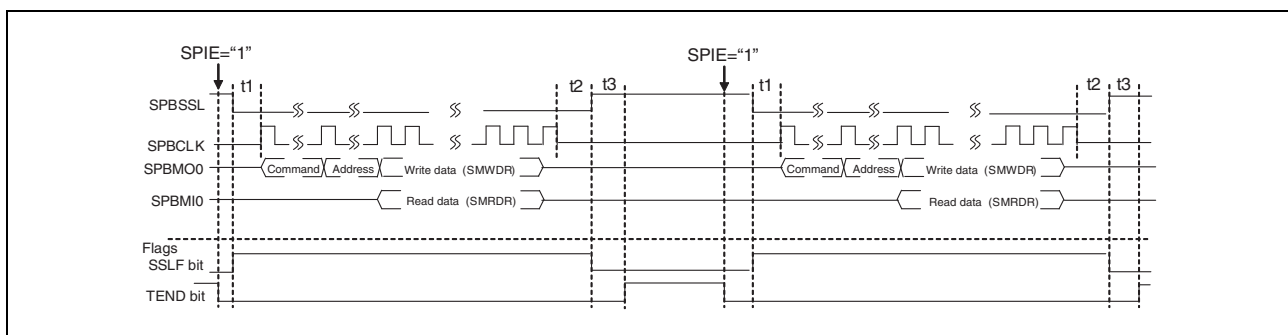 SPIE=“1” SPIE=“1”
t1 t2 t3 t1 t2 t3
SPBSSL
SPBCLK
SPBMO0 Command Address Write data (SMWDR) Command Address Write data (SMWDR)
SPBMI0 Read data (SMRDR) Read data (SMRDR)
Flags
SSLF bit
TEND bit